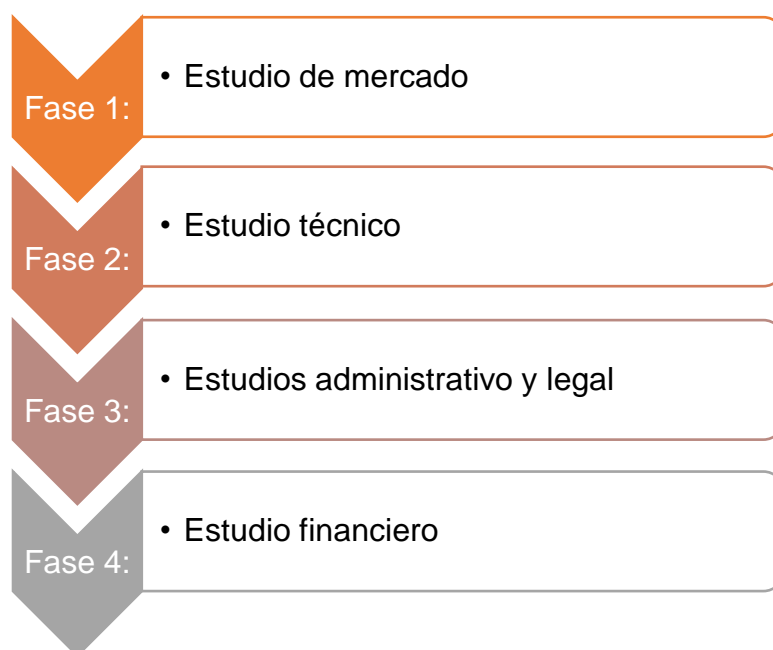 Fase 1:
• Estudio de mercado
Fase 2:
• Estudio técnico
Fase 3:
• Estudios administrativo y legal
Fase 4:
• Estudio financiero